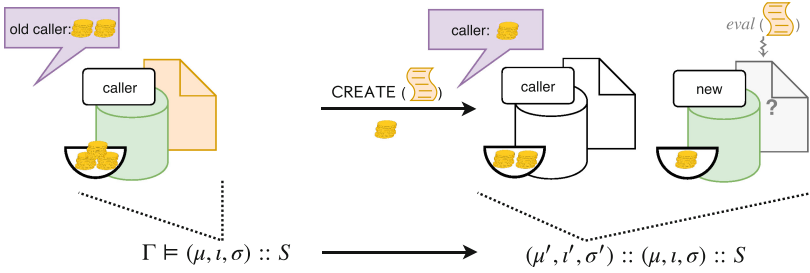 old caller:
caller
CREATE ( )
caller:
caller
eval ( )
new
?
Γ ⊨ (μ, ι, σ) :: S
(μ′, ι′, σ′) :: (μ, ι, σ) :: S